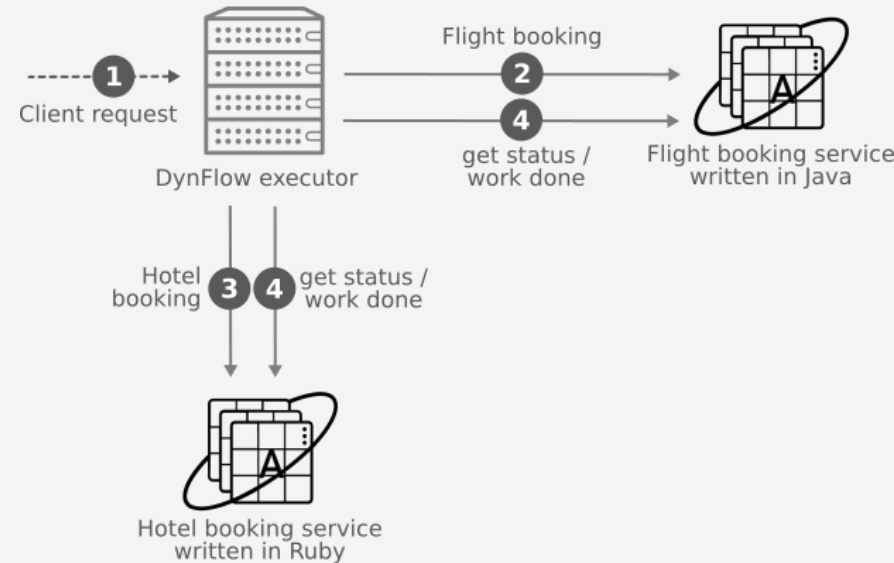 1
Client request
DynFlow executor
Flight booking
2
4
get status /
work done
A
Flight booking service
written in Java
Hotel
booking
3
4
get status /
work done
A
Hotel booking service
written in Ruby